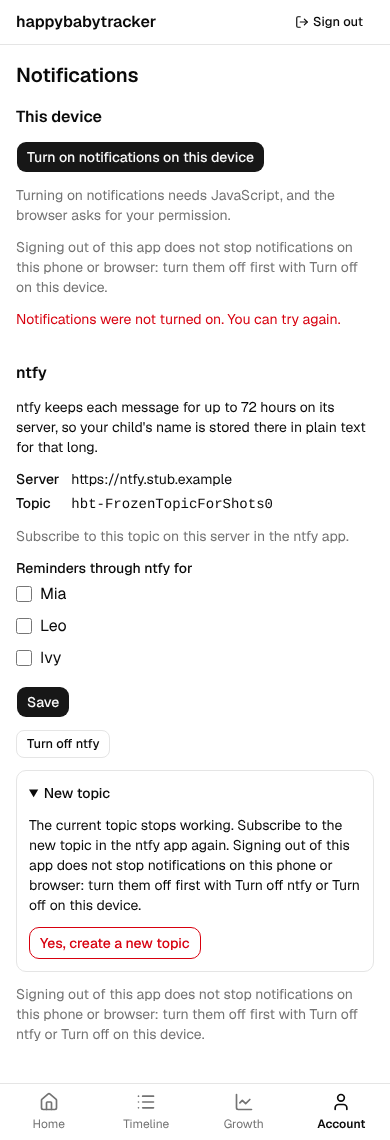 happybabytracker
Sign out
Notifications
This device
Turn on notifications on this device
Turning on notifications needs JavaScript, and the
browser asks for your permission.
Signing out of this app does not stop notifications on
this phone or browser: turn them off first with Turn off
on this device.
Notifications were not turned on. You can try again.
ntfy
ntfy keeps each message for up to 72 hours on its
server, so your child's name is stored there in plain text
for that long.
Server https://ntfy.stub.example
Topic hbt-FrozenTopicForShots0
Subscribe to this topic on this server in the ntfy app.
Reminders through ntfy for
Mia
Leo
Ivy
Save
Turn off ntfy
New topic
The current topic stops working. Subscribe to the
new topic in the ntfy app again. Signing out of this
app does not stop notifications on this phone or
browser: turn them off first with Turn off ntfy or Turn
off on this device.
Yes, create a new topic
Signing out of this app does not stop notifications on
this phone or browser: turn them off first with Turn off
ntfy or Turn off on this device.
Home
Timeline
Growth
Account